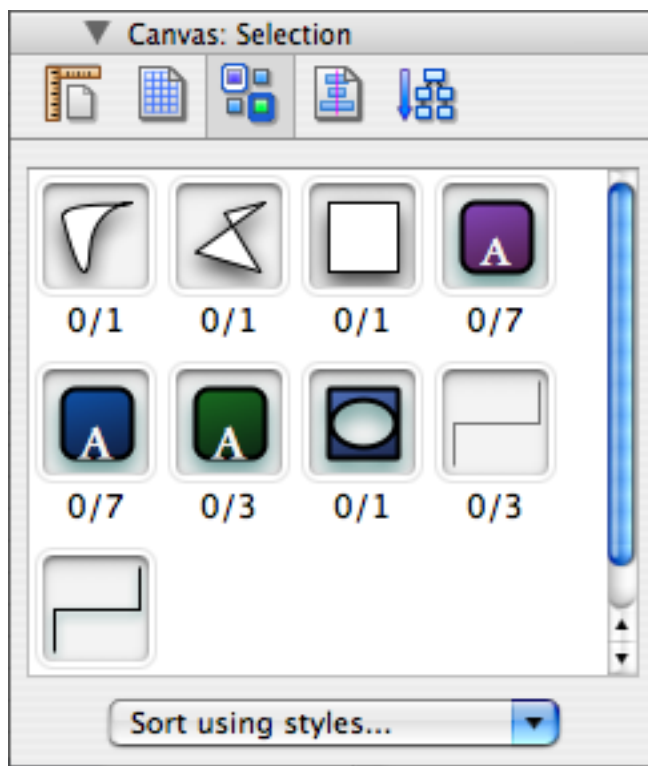 Canvas: Selection
0/1 0/1 0/1 0/7
A
A A
0/7 0/3 0/1 0/3
Sort using styles...